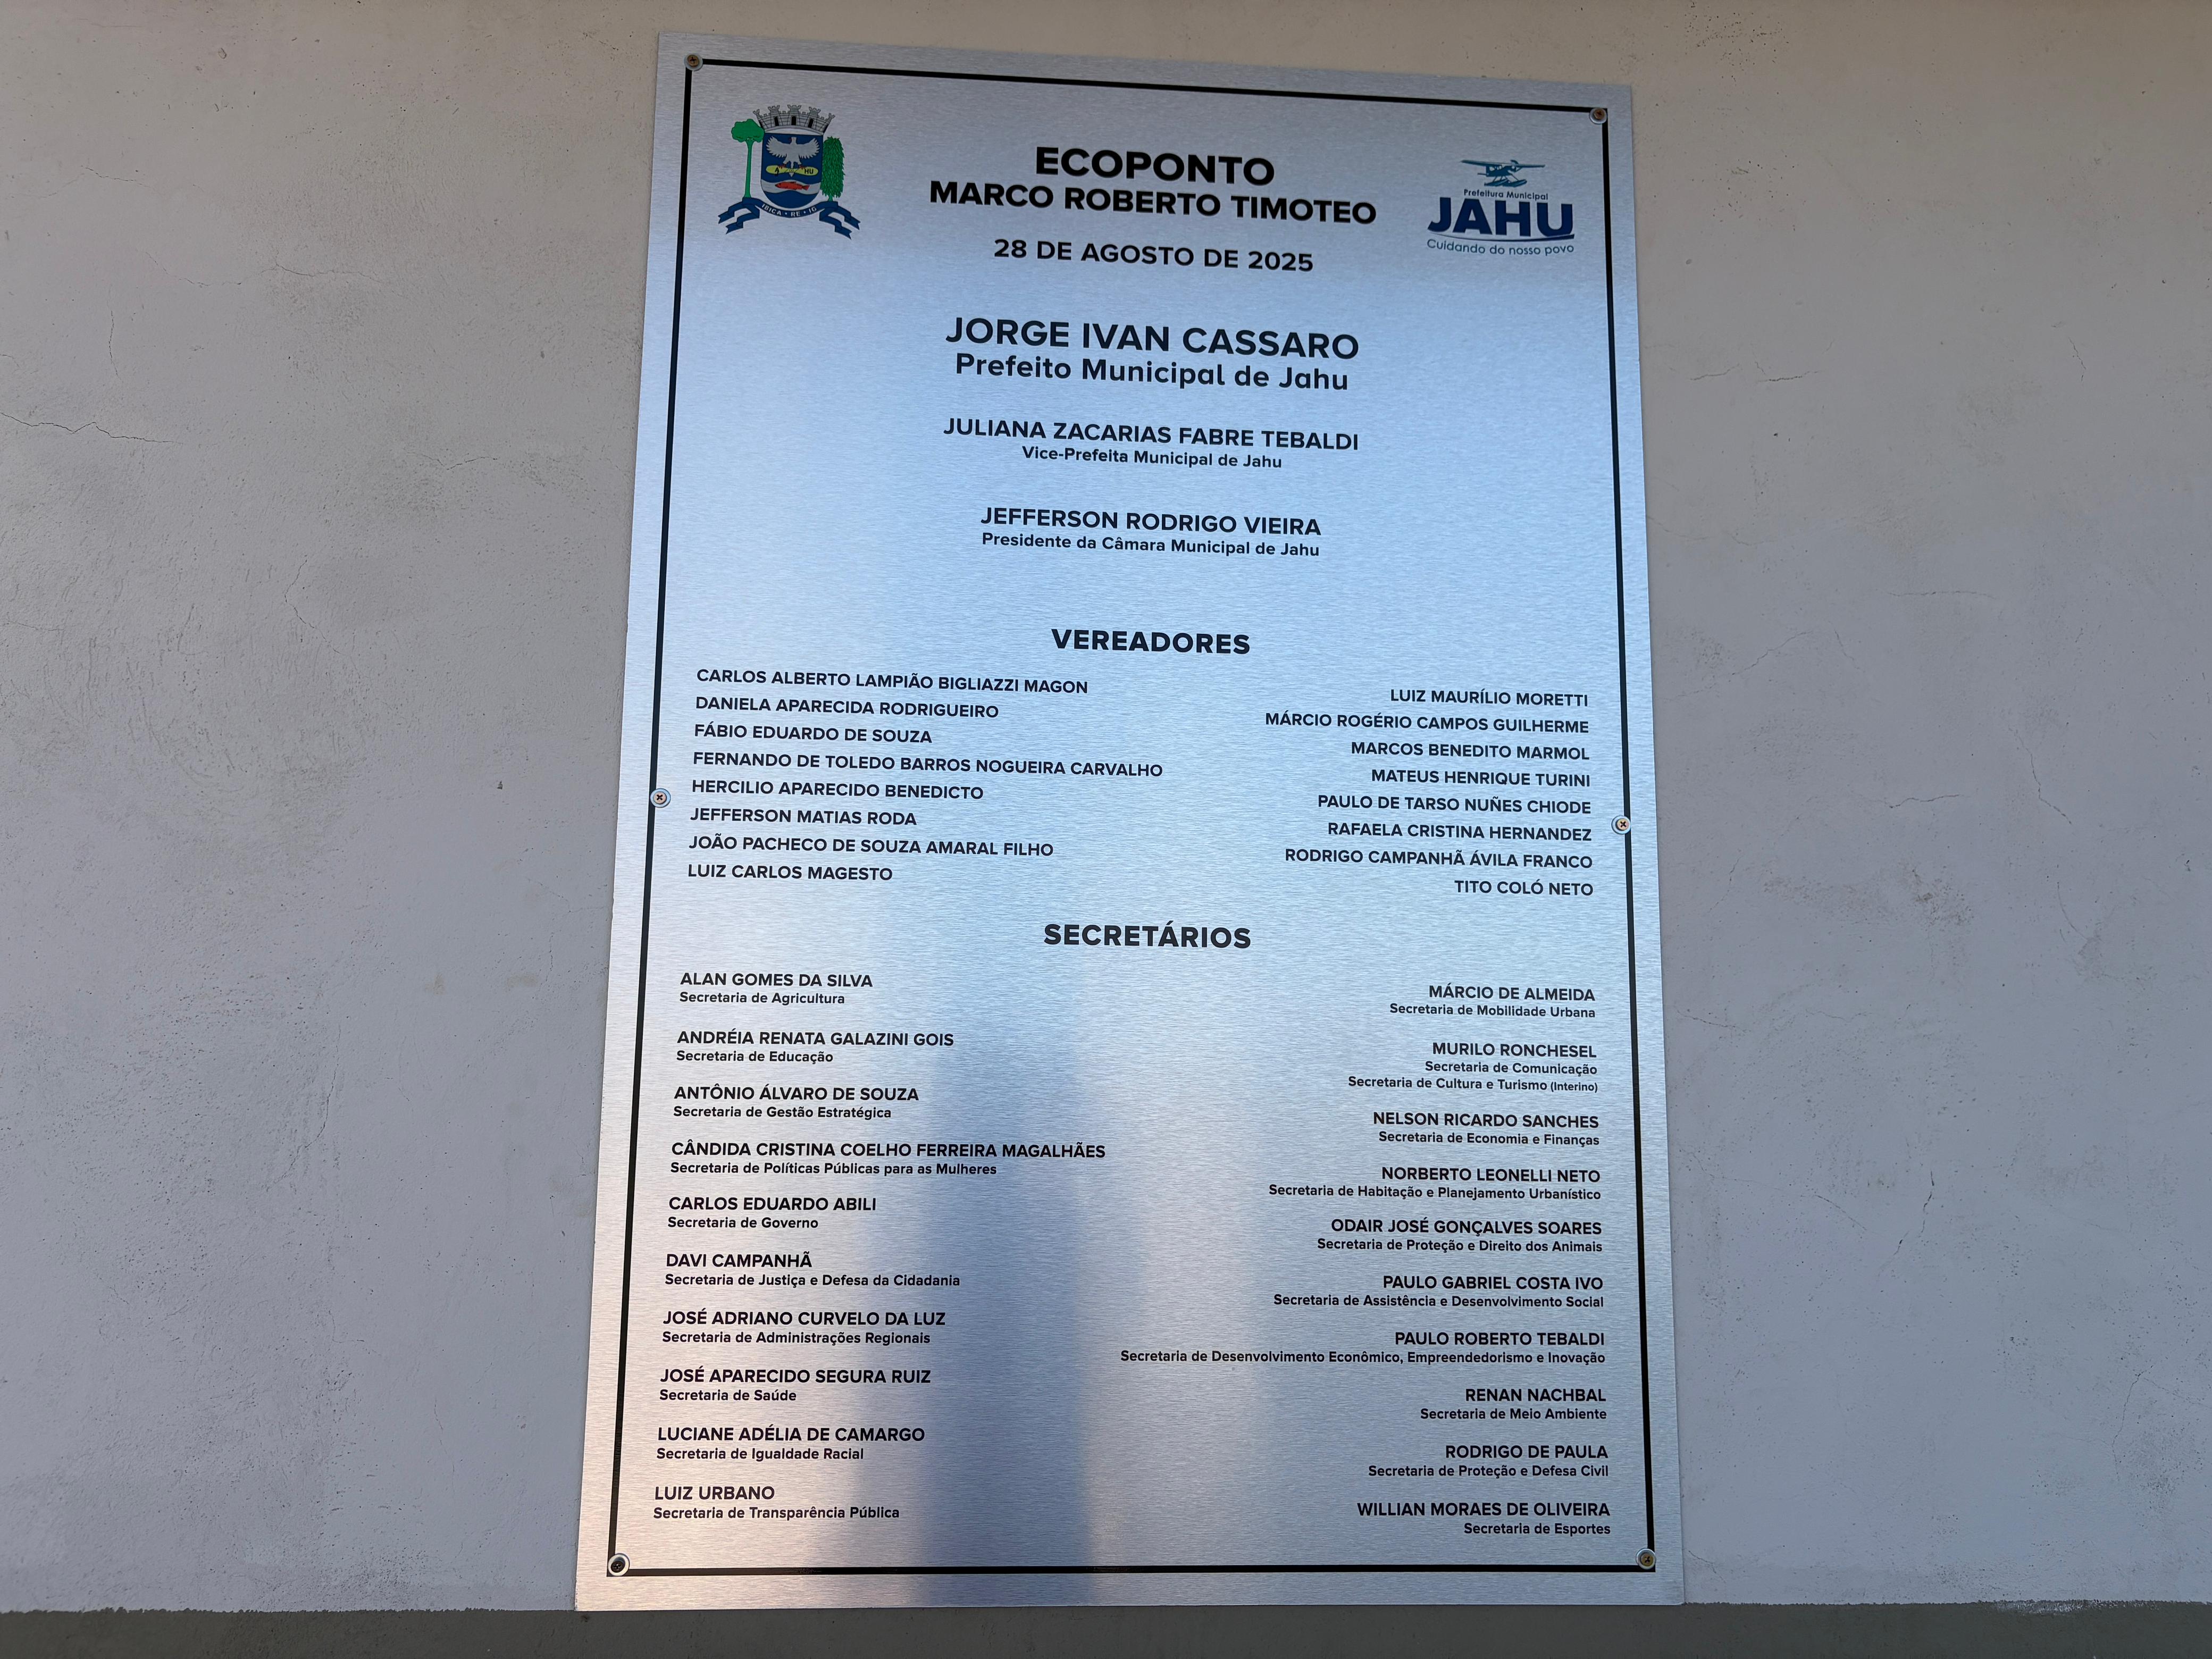 ECOPONTO
MARCO ROBERTO TIMOTEO
28 DE AGOSTO DE 2025
HU
Prefeitura Municipal
JAHU
Cuidando do nosso povo
JORGE IVAN CASSARO
Prefeito Municipal de Jahu
JULIANA ZACARIAS FABRE TEBALDI
Vice-Prefeita Municipal de Jahu
JEFFERSON RODRIGO VIEIRA
Presidente da Câmara Municipal de Jahu
VEREADORES
CARLOS ALBERTO LAMPIÃO BIGLIAZZI MAGON
DANIELA APARECIDA RODRIGUEIRO
FÁBIO EDUARDO DE SOUZA
FERNANDO DE TOLEDO BARROS NOGUEIRA CARVALHO
HERCILIO APARECIDO BENEDICTO
JEFFERSON MATIAS RODA
JOÃO PACHECO DE SOUZA AMARAL FILHO
LUIZ CARLOS MAGESTO
LUIZ MAURÍLIO MORETTI
MÁRCIO ROGÉRIO CAMPOS GUILHERME
MARCOS BENEDITO MARMOL
MATEUS HENRIQUE TURINI
PAULO DE TARSO NUÑES CHIODE
RAFAELA CRISTINA HERNANDEZ
RODRIGO CAMPANHÃ ÁVILA FRANCO
TITO COLÓ NETO
SECRETÁRIOS
ALAN GOMES DA SILVA
Secretaria de Agricultura
ANDRÉIA RENATA GALAZINI GOIS
Secretaria de Educação
ANTÔNIO ÁLVARO DE SOUZA
Secretaria de Gestão Estratégica
CÂNDIDA CRISTINA COELHO FERREIRA MAGALHÃES
Secretaria de Políticas Públicas para as Mulheres
CARLOS EDUARDO ABILI
Secretaria de Governo
DAVI CAMPANHÃ
Secretaria de Justiça e Defesa da Cidadania
JOSÉ ADRIANO CURVELO DA LUZ
Secretaria de Administrações Regionais
JOSÉ APARECIDO SEGURA RUIZ
Secretaria de Saúde
LUCIANE ADÉLIA DE CAMARGO
Secretaria de Igualdade Racial
LUIZ URBANO
Secretaria de Transparência Pública
MÁRCIO DE ALMEIDA
Secretaria de Mobilidade Urbana
MURILO RONCHESEL
Secretaria de Comunicação
Secretaria de Cultura e Turismo (Interino)
NELSON RICARDO SANCHES
Secretaria de Economia e Finanças
NORBERTO LEONELLI NETO
Secretaria de Habitação e Planejamento Urbanístico
ODAIR JOSÉ GONÇALVES SOARES
Secretaria de Proteção e Direito dos Animais
PAULO GABRIEL COSTA IVO
Secretaria de Assistência e Desenvolvimento Social
PAULO ROBERTO TEBALDI
Secretaria de Desenvolvimento Econômico, Empreendedorismo e Inovação
RENAN NACHBAL
Secretaria de Meio Ambiente
RODRIGO DE PAULA
Secretaria de Proteção e Defesa Civil
WILLIAN MORAES DE OLIVEIRA
Secretaria de Esportes